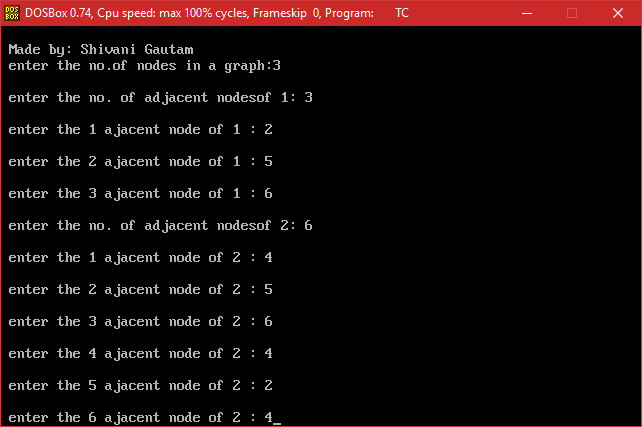 DOS BOX DOSBox 0.74, Cpu speed: max 100% cycles, Frameskip 0, Program: TC
Made by: Shivani Gautam
enter the no.of nodes in a graph:3
enter the no. of adjacent nodesof 1: 3
enter the 1 ajacent node of 1 : 2
enter the 2 ajacent node of 1 : 5
enter the 3 ajacent node of 1 : 6
enter the no. of adjacent nodesof 2: 6
enter the 1 ajacent node of 2 : 4
enter the 2 ajacent node of 2 : 5
enter the 3 ajacent node of 2 : 6
enter the 4 ajacent node of 2 : 4
enter the 5 ajacent node of 2 : 2
enter the 6 ajacent node of 2 : 4_